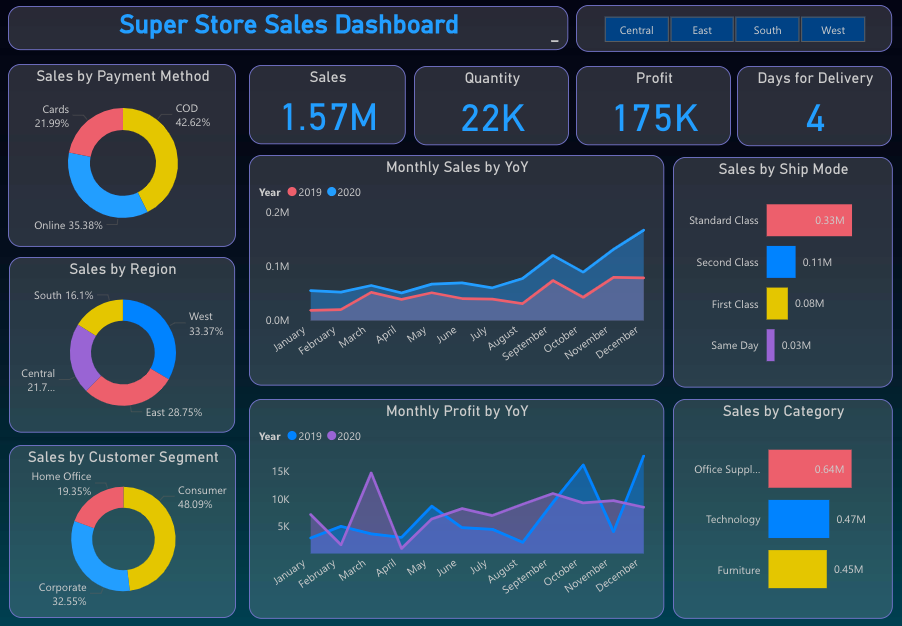 Super Store Sales Dashboard
Central East South West
Sales by Payment Method
Cards
21.99%
COD
42.62%
Online 35.38%
Sales
1.57M
Quantity
22K
Profit
175K
Days for Delivery
4
Monthly Sales by YoY
Year 2019 2020
0.2M
0.1M
0.0M
January
February
March
April
May
June
July
August
September
October
November
December
Sales by Ship Mode
Standard Class 0.33M
Second Class 0.11M
First Class 0.08M
Same Day 0.03M
Sales by Region
South 16.1%
West
33.37%
Central
21.7...
East 28.75%
Monthly Profit by YoY
Year 2019 2020
15K
10K
5K
January
February
March
April
May
June
July
August
September
October
November
December
Sales by Category
Office Suppl... 0.64M
Technology 0.47M
Furniture 0.45M
Sales by Customer Segment
Home Office
19.35%
Consumer
48.09%
Corporate
32.55%